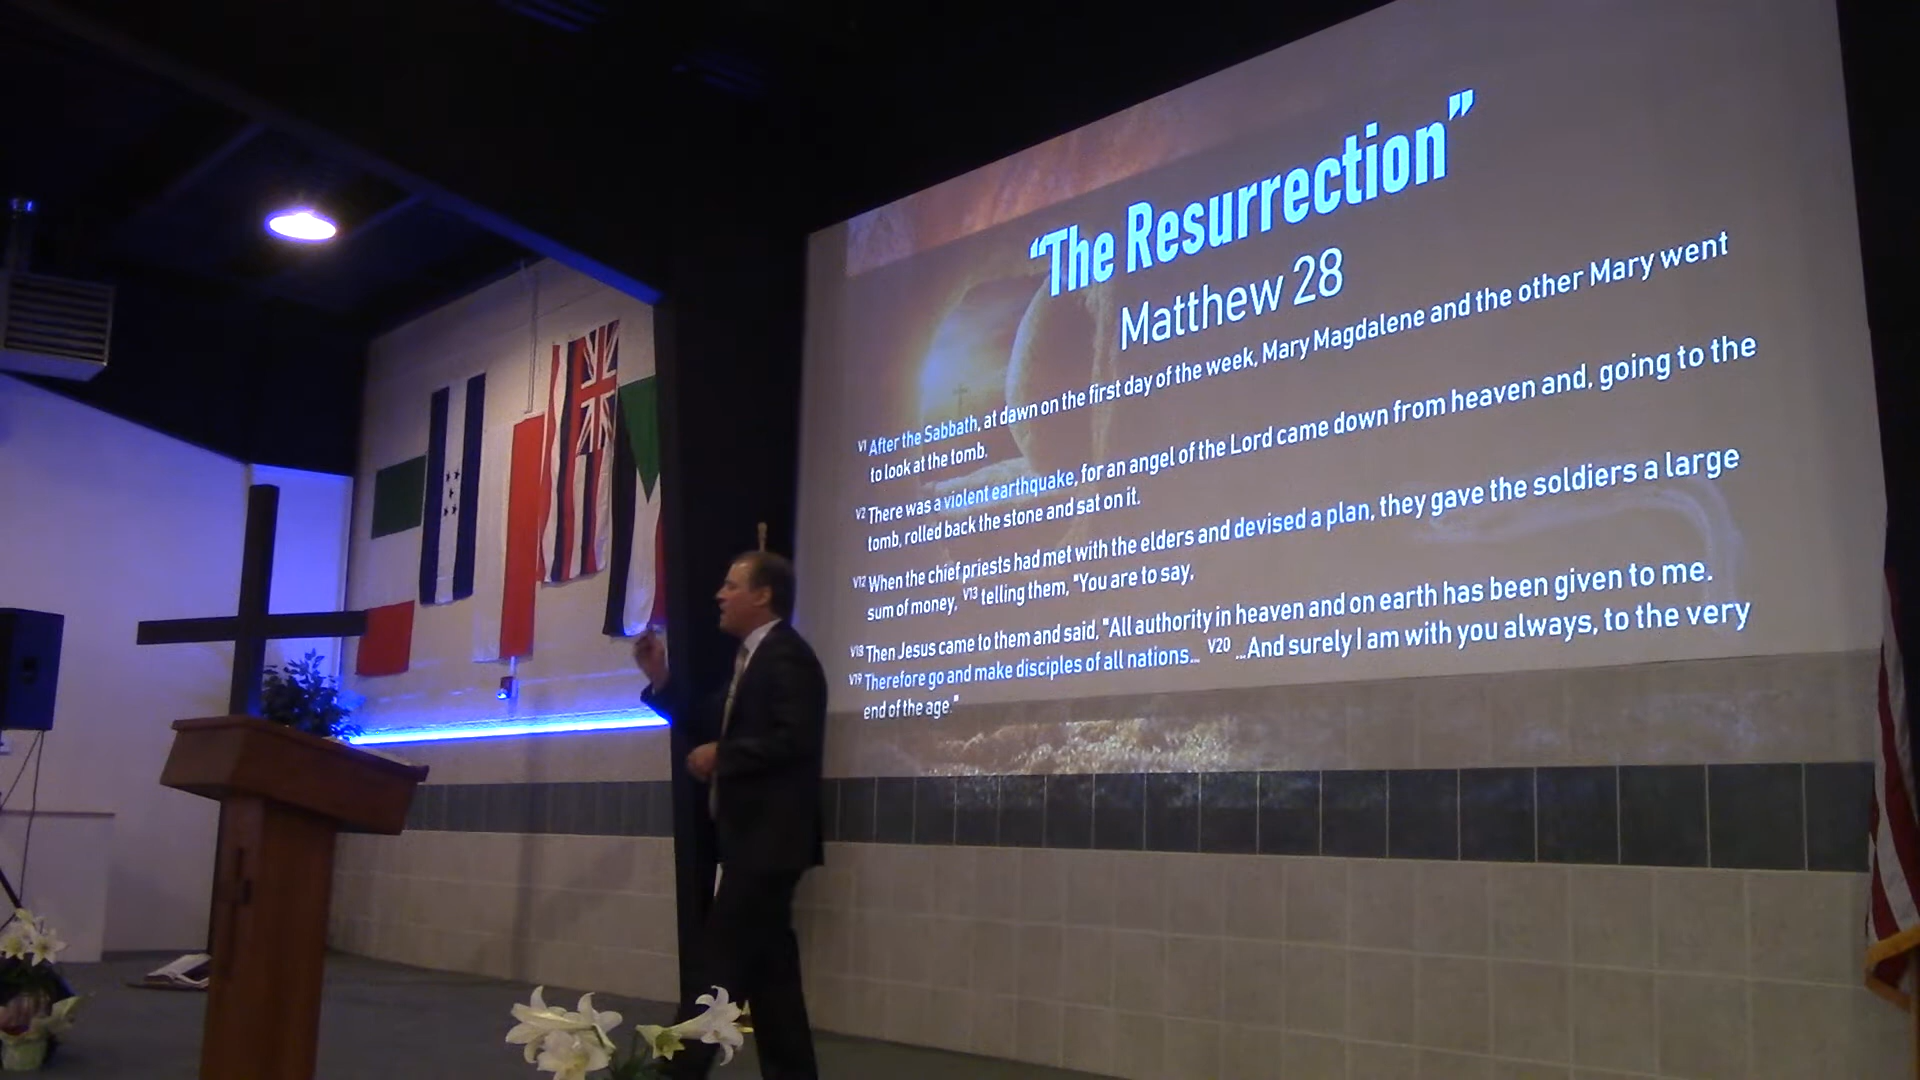 “The Resurrection”
Matthew 28
V1 After the Sabbath, at dawn on the first day of the week, Mary Magdalene and the other Mary went
to look at the tomb.
V2 There was a violent earthquake, for an angel of the Lord came down from heaven and, going to the
tomb, rolled back the stone and sat on it.
V12 When the chief priests had met with the elders and devised a plan, they gave the soldiers a large
sum of money, V13 telling them, "You are to say,
V18 Then Jesus came to them and said, "All authority in heaven and on earth has been given to me.
V19 Therefore go and make disciples of all nations... V20 ...And surely I am with you always, to the very
end of the age."